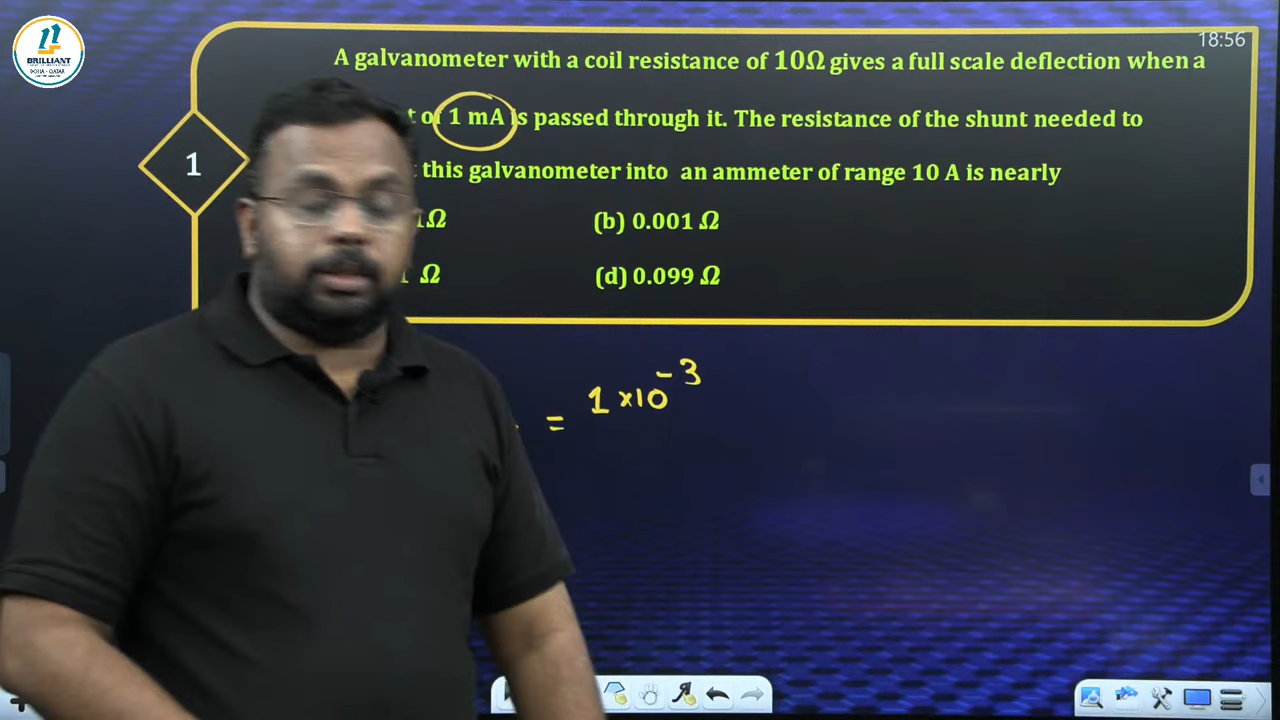 BRILLIANT
DOHA - QATAR
18:56
A galvanometer with a coil resistance of 10Ω gives a full scale deflection when a
of 1 mA is passed through it. The resistance of the shunt needed to
1
this galvanometer into an ammeter of range 10 A is nearly
Ω (b) 0.001 Ω
Ω (d) 0.099 Ω
= 1 ×10⁻³